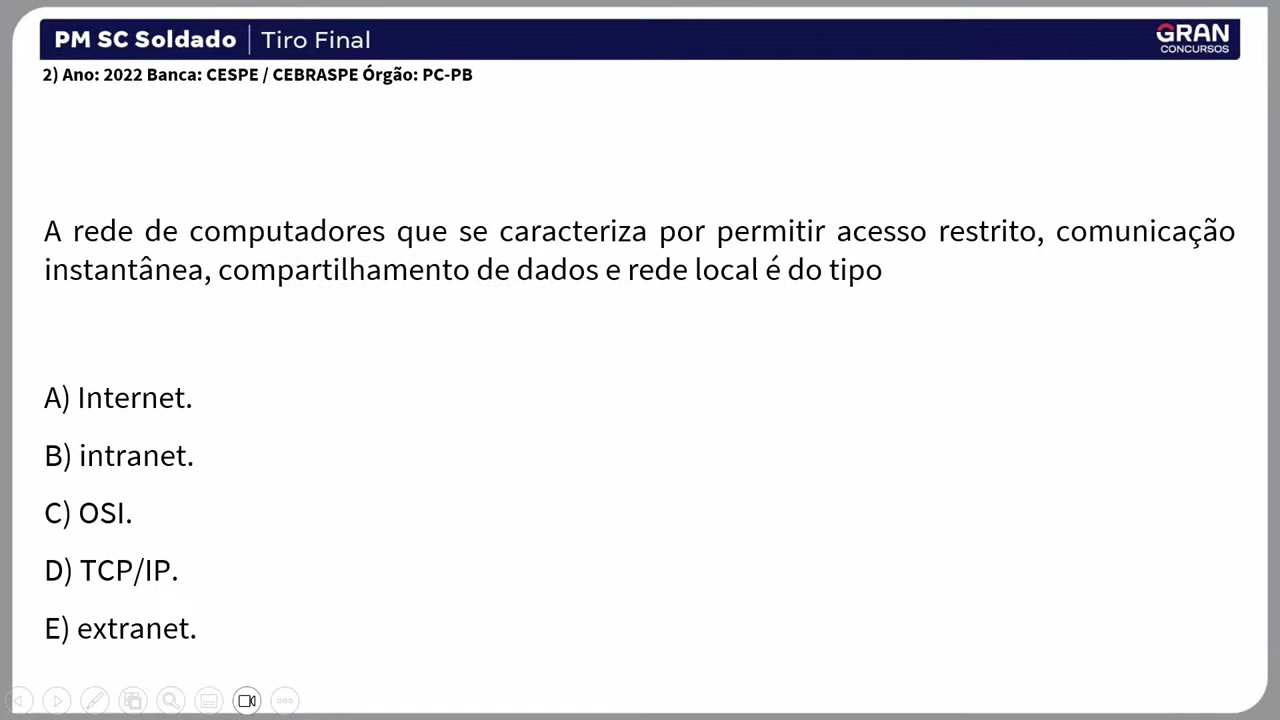 PM SC Soldado | Tiro Final
GRAN
CONCURSOS
2) Ano: 2022 Banca: CESPE / CEBRASPE Órgão: PC-PB
A rede de computadores que se caracteriza por permitir acesso restrito, comunicação
instantânea, compartilhamento de dados e rede local é do tipo
A) Internet.
B) intranet.
C) OSI.
D) TCP/IP.
E) extranet.